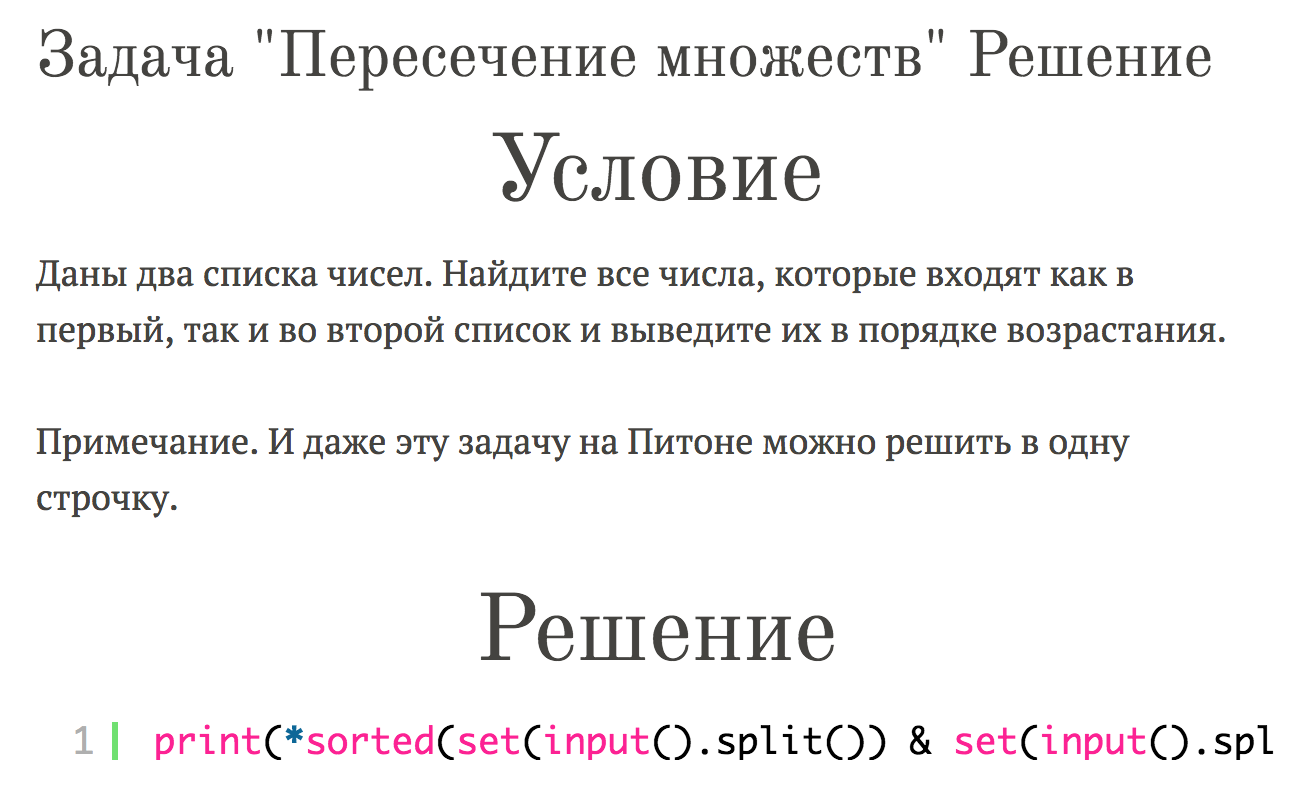 Задача "Пересечение множеств" Решение
Условие
Даны два списка чисел. Найдите все числа, которые входят как в
первый, так и во второй список и выведите их в порядке возрастания.
Примечание. И даже эту задачу на Питоне можно решить в одну
строчку.
Решение
1 print(*sorted(set(input().split()) & set(input().spl